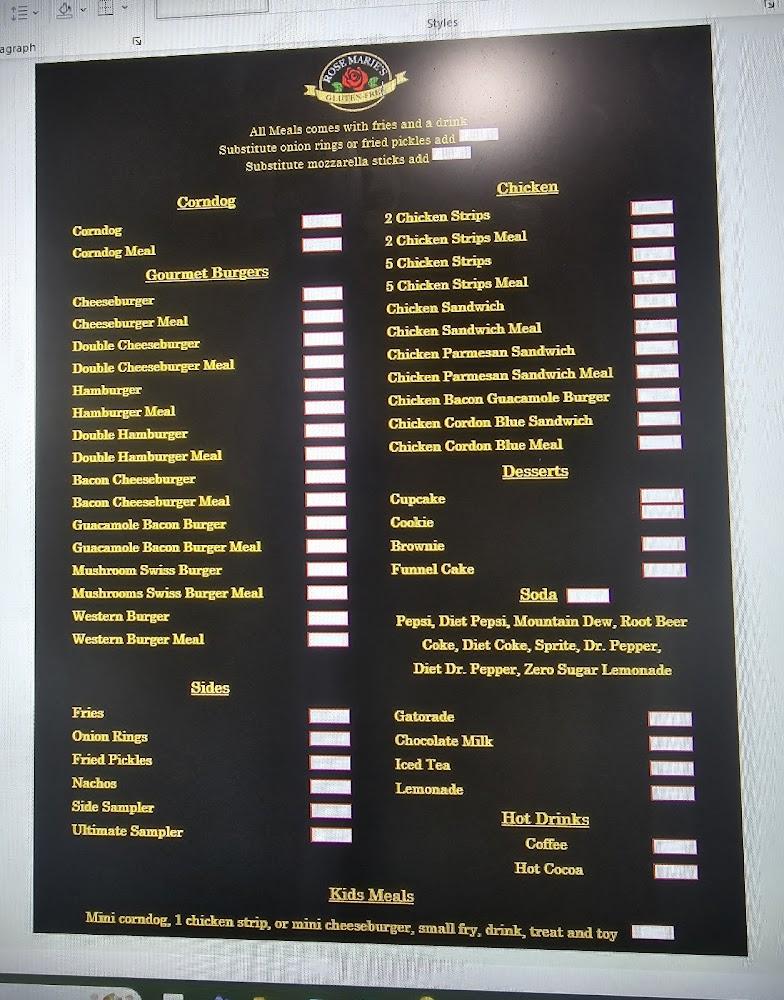 Styles
agraph
ROSE MARIE'S
GLUTEN-FREE
All Meals comes with fries and a drink
Substitute onion rings or fried pickles add
Substitute mozzarella sticks add
Corndog
Corndog
Corndog Meal
Gourmet Burgers
Cheeseburger
Cheeseburger Meal
Double Cheeseburger
Double Cheeseburger Meal
Hamburger
Hamburger Meal
Double Hamburger
Double Hamburger Meal
Bacon Cheeseburger
Bacon Cheeseburger Meal
Guacamole Bacon Burger
Guacamole Bacon Burger Meal
Mushroom Swiss Burger
Mushrooms Swiss Burger Meal
Western Burger
Western Burger Meal
Sides
Fries
Onion Rings
Fried Pickles
Nachos
Side Sampler
Ultimate Sampler
Chicken
2 Chicken Strips
2 Chicken Strips Meal
5 Chicken Strips
5 Chicken Strips Meal
Chicken Sandwich
Chicken Sandwich Meal
Chicken Parmesan Sandwich
Chicken Parmesan Sandwich Meal
Chicken Bacon Guacamole Burger
Chicken Cordon Blue Sandwich
Chicken Cordon Blue Meal
Desserts
Cupcake
Cookie
Brownie
Funnel Cake
Soda
Pepsi, Diet Pepsi, Mountain Dew, Root Beer
Coke, Diet Coke, Sprite, Dr. Pepper,
Diet Dr. Pepper, Zero Sugar Lemonade
Gatorade
Chocolate Milk
Iced Tea
Lemonade
Hot Drinks
Coffee
Hot Cocoa
Kids Meals
Mini corndog, 1 chicken strip, or mini cheeseburger, small fry, drink, treat and toy